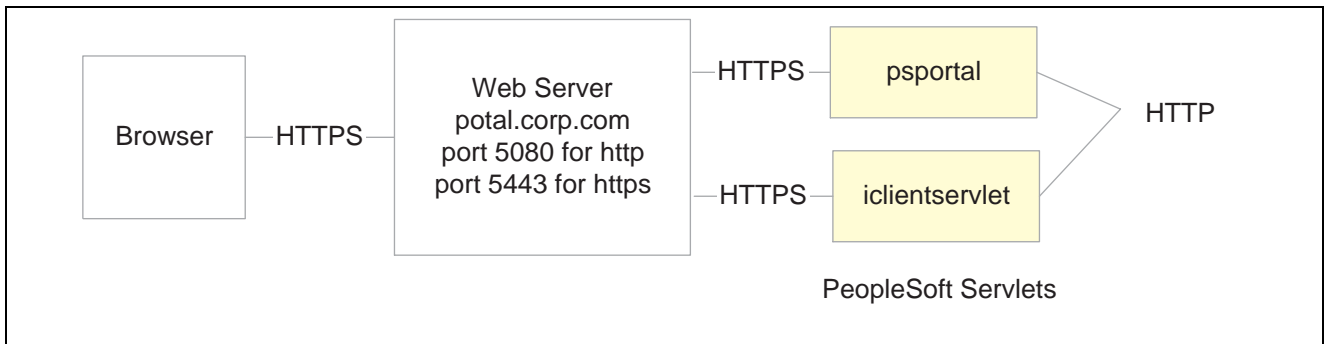 Browser
HTTPS
Web Server
potal.corp.com
port 5080 for http
port 5443 for https
HTTPS
psportal
HTTP
HTTPS
iclientservlet
PeopleSoft Servlets